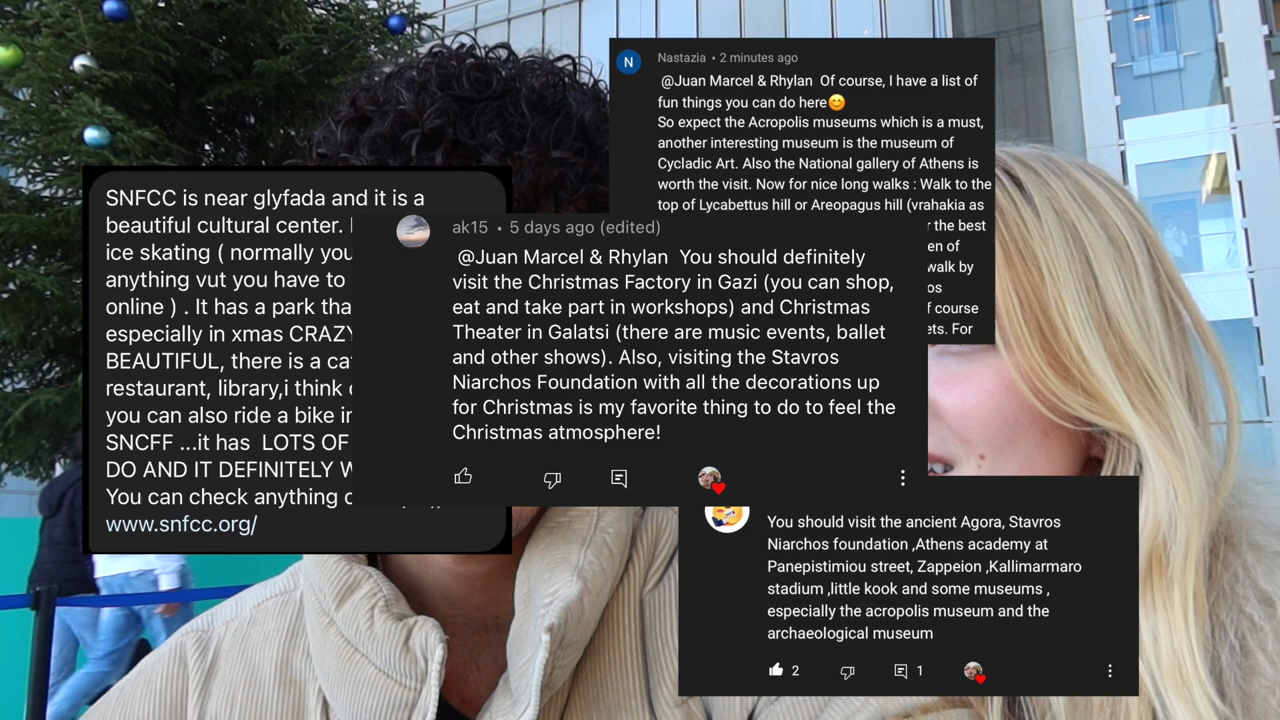 SNFCC is near glyfada and it is a
beautiful cultural center.
ice skating ( normally you
anything vut you have to
online ) . It has a park tha
especially in xmas CRAZY
BEAUTIFUL, there is a ca
restaurant, library,i think
you can also ride a bike in
SNCFF ...it has LOTS OF
DO AND IT DEFINITELY W
You can check anything
www.snfcc.org/
ak15 • 5 days ago (edited)
@Juan Marcel & Rhylan You should definitely
visit the Christmas Factory in Gazi (you can shop,
eat and take part in workshops) and Christmas
Theater in Galatsi (there are music events, ballet
and other shows). Also, visiting the Stavros
Niarchos Foundation with all the decorations up
for Christmas is my favorite thing to do to feel the
Christmas atmosphere!
N
Nastazia • 2 minutes ago
@Juan Marcel & Rhylan Of course, I have a list of
fun things you can do here😊
So expect the Acropolis museums which is a must,
another interesting museum is the museum of
Cycladic Art. Also the National gallery of Athens is
worth the visit. Now for nice long walks : Walk to the
top of Lycabettus hill or Areopagus hill (vrahakia as
the best
en of
walk by
os
f course
ets. For
You should visit the ancient Agora, Stavros
Niarchos foundation ,Athens academy at
Panepistimiou street, Zappeion ,Kallimarmaro
stadium ,little kook and some museums ,
especially the acropolis museum and the
archaeological museum
2
1